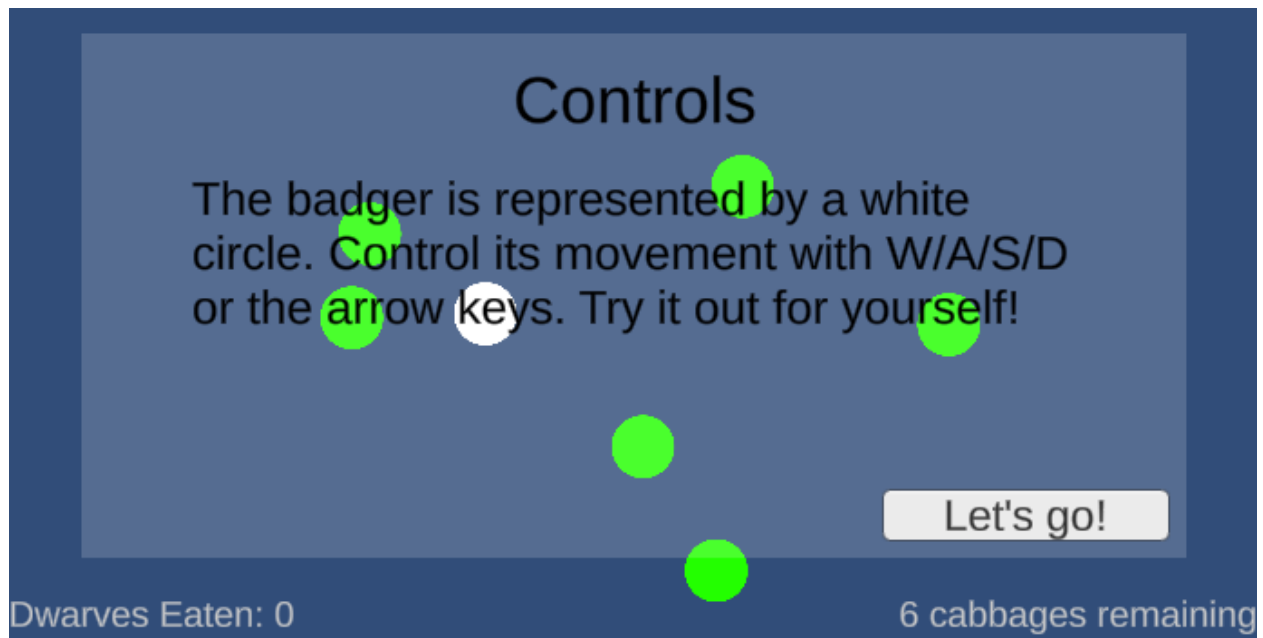 Controls
The badger is represented by a white
circle. Control its movement with W/A/S/D
or the arrow keys. Try it out for yourself!
Let's go!
Dwarves Eaten: 0
6 cabbages remaining